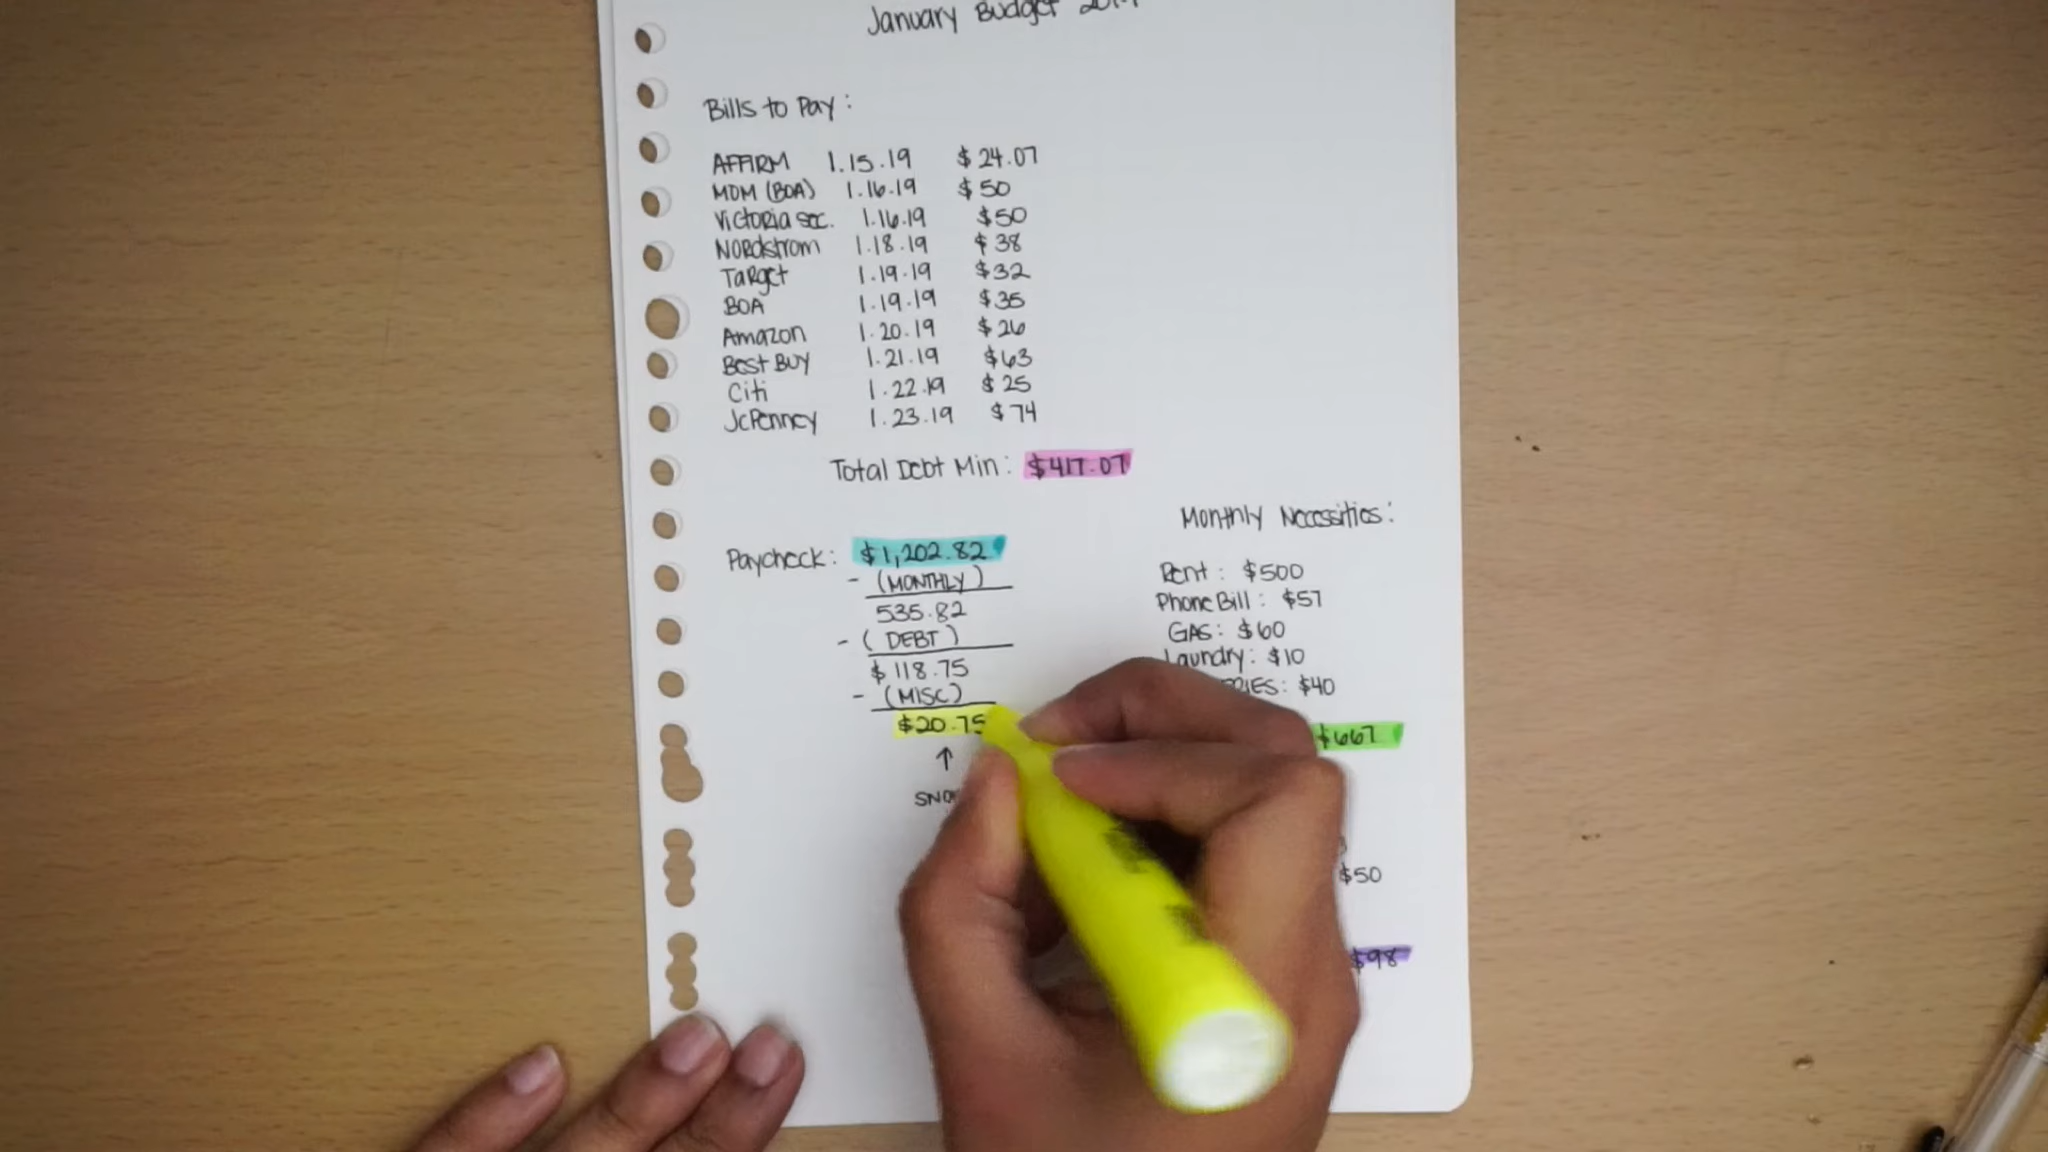 January Budget
Bills to Pay:
AFFIRM 1.15.19 $24.07
MOM (BOA) 1.16.19 $50
Victoria sec. 1.16.19 $50
Nordstrom 1.18.19 $38
Target 1.19.19 $32
BOA 1.19.19 $35
Amazon 1.20.19 $26
Best Buy 1.21.19 $63
Citi 1.22.19 $25
JcPenney 1.23.19 $74
Total Debt Min: $417.07
Paycheck: $1,202.82
- (MONTHLY)
535.82
- (DEBT)
$118.75
- (MISC)
$20.75
↑
Monthly Necessities:
Rent: $500
Phone Bill: $57
GAS: $60
Laundry: $10
$40
$667
$50
$98